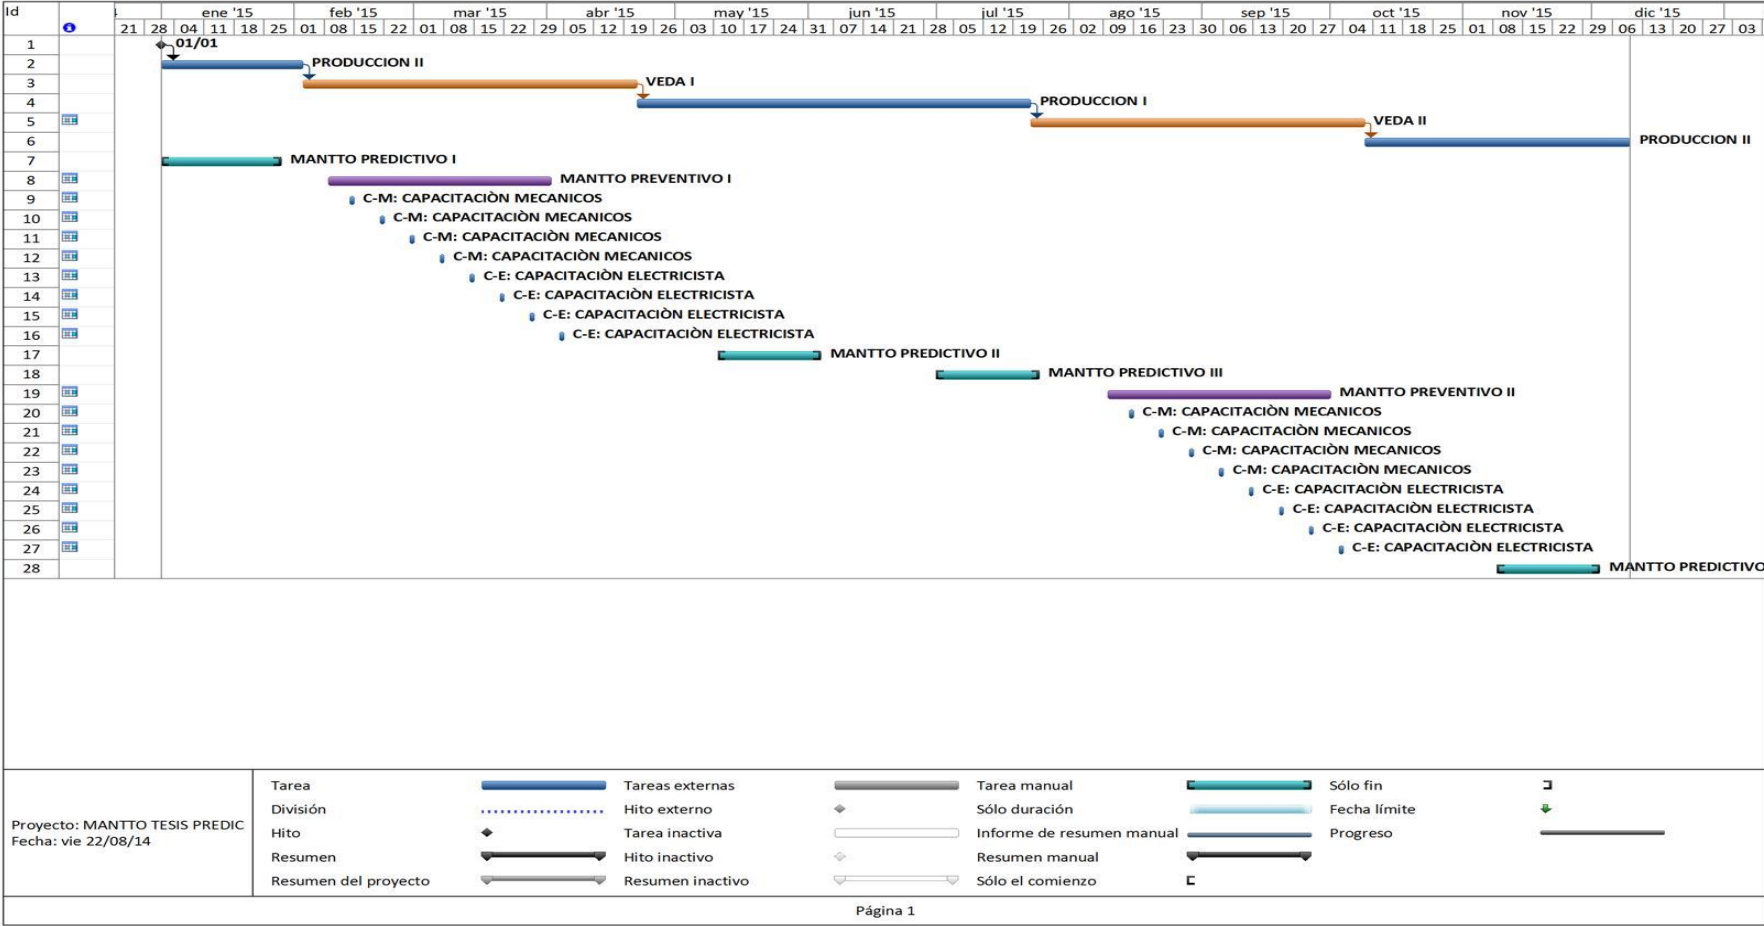 Id
ene '15 feb '15 mar '15 abr '15 may '15 jun '15 jul '15 ago '15 sep '15 oct '15 nov '15 dic '15
21 28 04 11 18 25 01 08 15 22 01 08 15 22 29 05 12 19 26 03 10 17 24 31 07 14 21 28 05 12 19 26 02 09 16 23 30 06 13 20 27 04 11 18 25 01 08 15 22 29 06 13 20 27 03
1 01/01
2 PRODUCCION II
3 VEDA I
4 PRODUCCION I
5 VEDA II
6 PRODUCCION II
7 MANTTO PREDICTIVO I
8 MANTTO PREVENTIVO I
9 C-M: CAPACITACIÒN MECANICOS
10 C-M: CAPACITACIÒN MECANICOS
11 C-M: CAPACITACIÒN MECANICOS
12 C-M: CAPACITACIÒN MECANICOS
13 C-E: CAPACITACIÒN ELECTRICISTA
14 C-E: CAPACITACIÒN ELECTRICISTA
15 C-E: CAPACITACIÒN ELECTRICISTA
16 C-E: CAPACITACIÒN ELECTRICISTA
17 MANTTO PREDICTIVO II
18 MANTTO PREDICTIVO III
19 MANTTO PREVENTIVO II
20 C-M: CAPACITACIÒN MECANICOS
21 C-M: CAPACITACIÒN MECANICOS
22 C-M: CAPACITACIÒN MECANICOS
23 C-M: CAPACITACIÒN MECANICOS
24 C-E: CAPACITACIÒN ELECTRICISTA
25 C-E: CAPACITACIÒN ELECTRICISTA
26 C-E: CAPACITACIÒN ELECTRICISTA
27 C-E: CAPACITACIÒN ELECTRICISTA
28 MANTTO PREDICTIVO
Proyecto: MANTTO TESIS PREDIC
Fecha: vie 22/08/14
Tarea Tareas externas Tarea manual Sólo fin
División Hito externo Sólo duración Fecha límite
Hito Tarea inactiva Informe de resumen manual Progreso
Resumen Hito inactivo Resumen manual
Resumen del proyecto Resumen inactivo Sólo el comienzo
Página 1